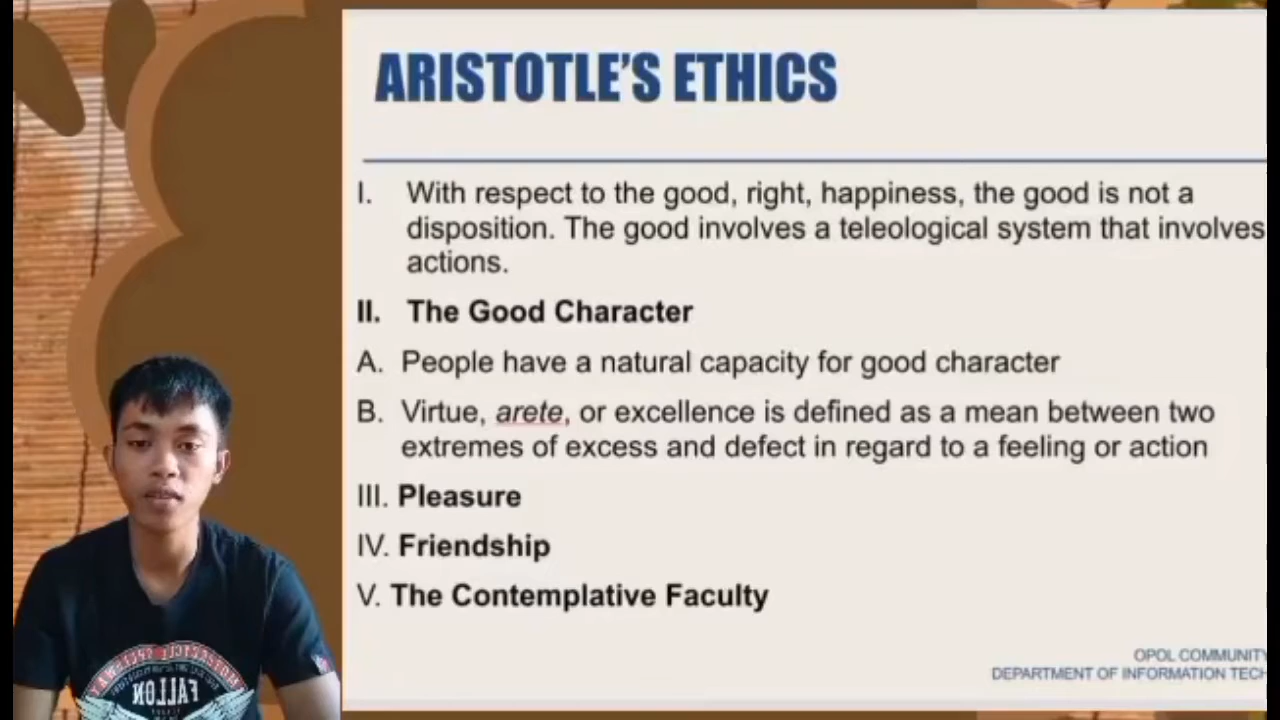 ARISTOTLE'S ETHICS
I. With respect to the good, right, happiness, the good is not a
disposition. The good involves a teleological system that involves
actions.
II. The Good Character
A. People have a natural capacity for good character
B. Virtue, arete, or excellence is defined as a mean between two
extremes of excess and defect in regard to a feeling or action
III. Pleasure
IV. Friendship
V. The Contemplative Faculty
OPOL COMMUNITY
DEPARTMENT OF INFORMATION TECH
FALLON